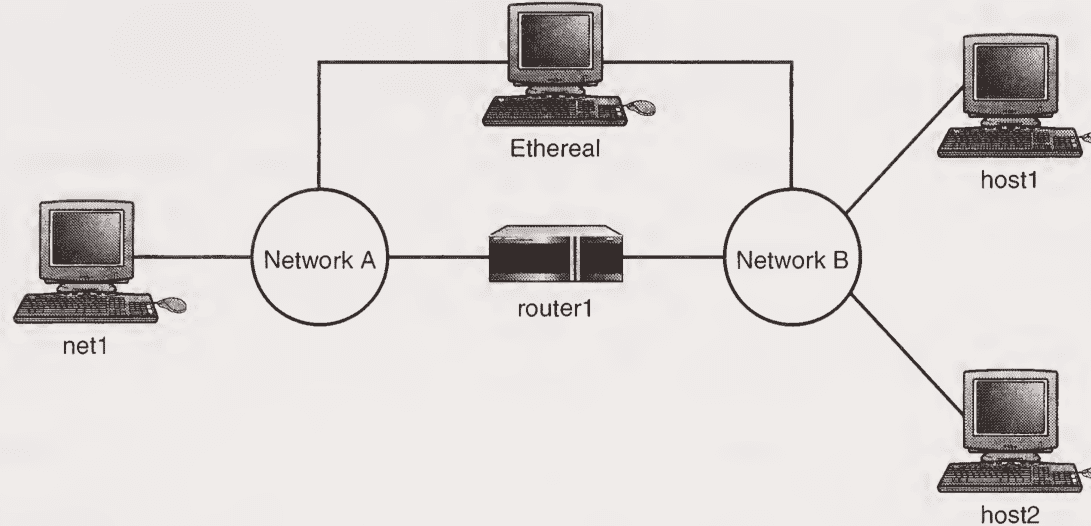 Ethereal
host1
Network A
Network B
router1
net1
host2